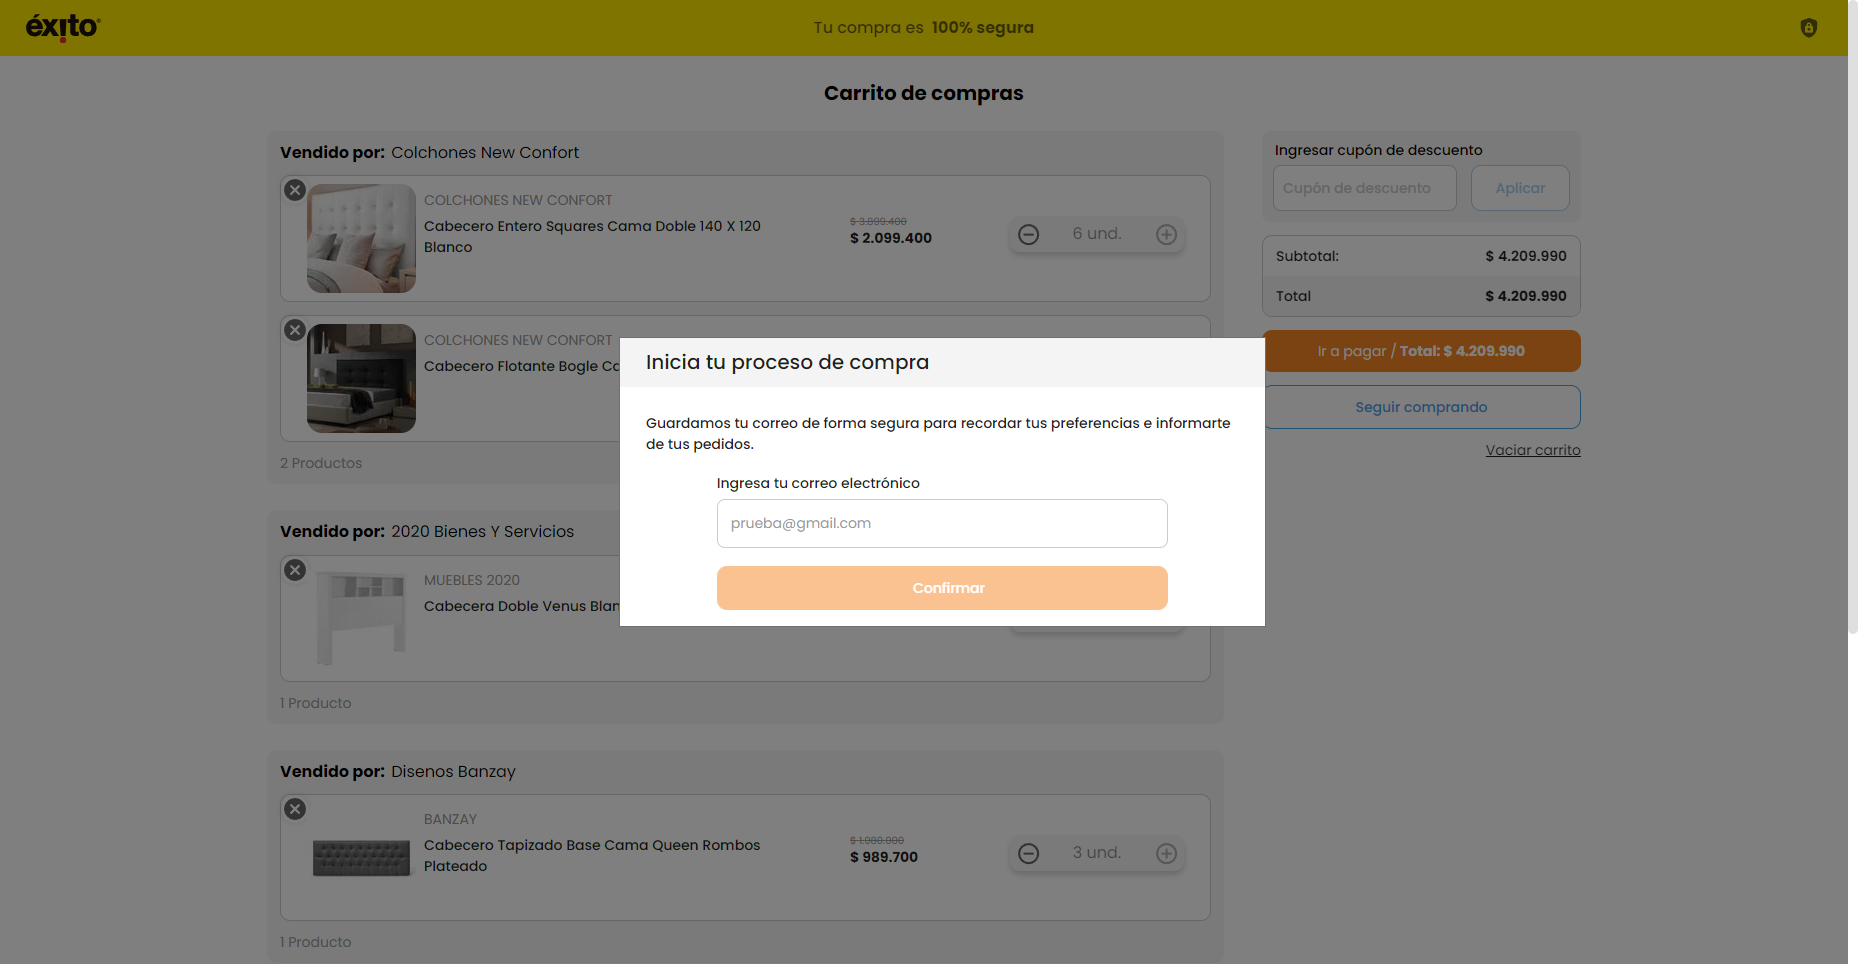 éxito
Tu compra es 100% segura
Carrito de compras
Vendido por: Colchones New Confort
COLCHONES NEW CONFORT
Cabecero Entero Squares Cama Doble 140 X 120
Blanco
$ 3.899.400
$ 2.099.400
6 und.
COLCHONES NEW CONFORT
Cabecero Flotante Bogle
2 Productos
Vendido por: 2020 Bienes Y Servicios
MUEBLES 2020
Cabecera Doble Venus
1 Producto
Vendido por: Disenos Banzay
BANZAY
Cabecero Tapizado Base Cama Queen Rombos
Plateado
$ 989.700
3 und.
1 Producto
Ingresar cupón de descuento
Cupón de descuento
Aplicar
Subtotal: $ 4.209.990
Total $ 4.209.990
Ir a pagar / Total: $ 4.209.990
Seguir comprando
Vaciar carrito
Inicia tu proceso de compra
Guardamos tu correo de forma segura para recordar tus preferencias e informarte
de tus pedidos.
Ingresa tu correo electrónico
prueba@gmail.com
Confirmar